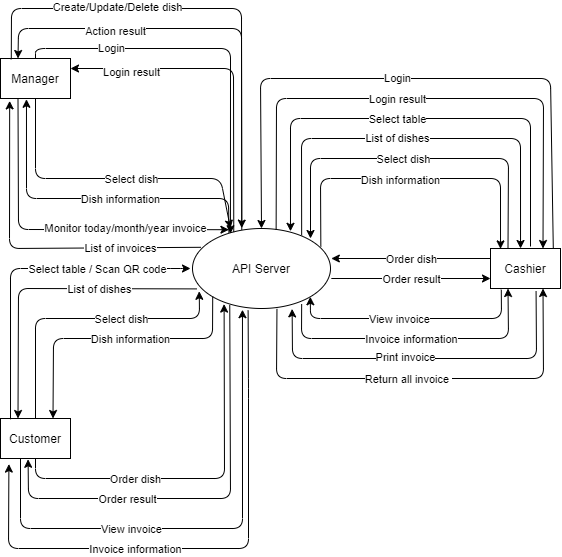 Create/Update/Delete dish
Action result
Login
Login result
Manager
Select dish
Dish information
Monitor today/month/year invoice
List of invoices
Login
Login result
Select table
List of dishes
Select dish
Dish information
API Server
Order dish
Order result
Cashier
View invoice
Invoice information
Print invoice
Return all invoice
Select table / Scan QR code
List of dishes
Select dish
Dish information
Customer
Order dish
Order result
View invoice
Invoice information